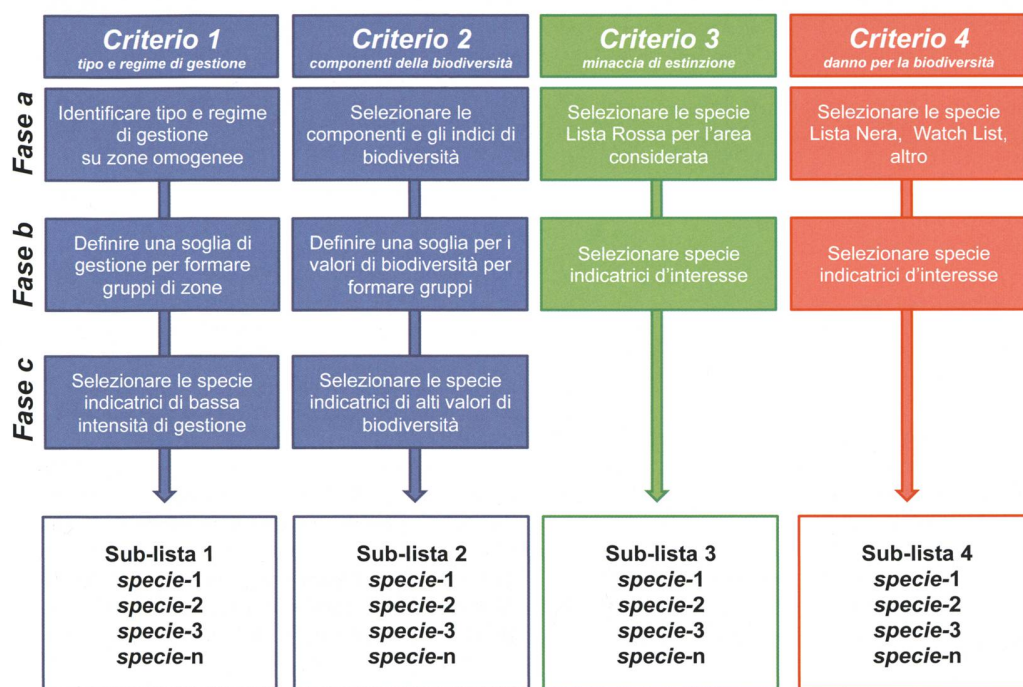 Criterio 1
tipo e regime di gestione
Criterio 2
componenti della biodiversità
Criterio 3
minaccia di estinzione
Criterio 4
danno per la biodiversità
Fase a
Identificare tipo e regime
di gestione
su zone omogenee
Selezionare le
componenti e gli indici di
biodiversità
Selezionare le specie
Lista Rossa per l'area
considerata
Selezionare le specie
Lista Nera, Watch List,
altro
Fase b
Definire una soglia di
gestione per formare
gruppi di zone
Definire una soglia per i
valori di biodiversità per
formare gruppi
Selezionare specie
indicatrici d'interesse
Selezionare specie
indicatrici d'interesse
Fase c
Selezionare le specie
indicatrici di bassa
intensità di gestione
Selezionare le specie
indicatrici di alti valori di
biodiversità
Sub-lista 1
specie-1
specie-2
specie-3
specie-n
Sub-lista 2
specie-1
specie-2
specie-3
specie-n
Sub-lista 3
specie-1
specie-2
specie-3
specie-n
Sub-lista 4
specie-1
specie-2
specie-3
specie-n